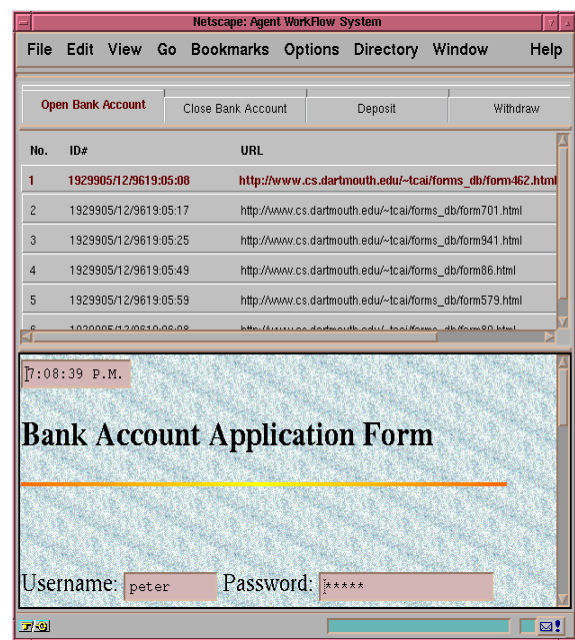 Netscape: Agent WorkFlow System
File Edit View Go Bookmarks Options Directory Window Help
Open Bank Account Close Bank Account Deposit Withdraw
No. ID# URL
1 1929905/12/9619:05:08 http://www.cs.dartmouth.edu/~tcai/forms_db/form462.html
2 1929905/12/9619:05:17 http://www.cs.dartmouth.edu/~tcai/forms_db/form701.html
3 1929905/12/9619:05:25 http://www.cs.dartmouth.edu/~tcai/forms_db/form941.html
4 1929905/12/9619:05:49 http://www.cs.dartmouth.edu/~tcai/forms_db/form86.html
5 1929905/12/9619:05:59 http://www.cs.dartmouth.edu/~tcai/forms_db/form579.html
7:08:39 P.M.
Bank Account Application Form
Username: peter Password: *****